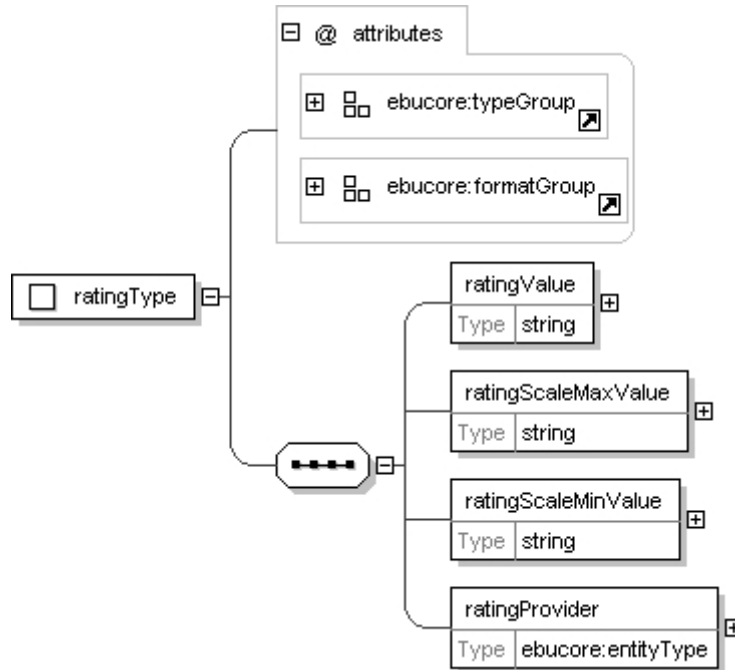 @ attributes
ebucore:typeGroup
ebucore:formatGroup
ratingType
ratingValue
Type string
ratingScaleMaxValue
Type string
ratingScaleMinValue
Type string
ratingProvider
Type ebucore:entityType